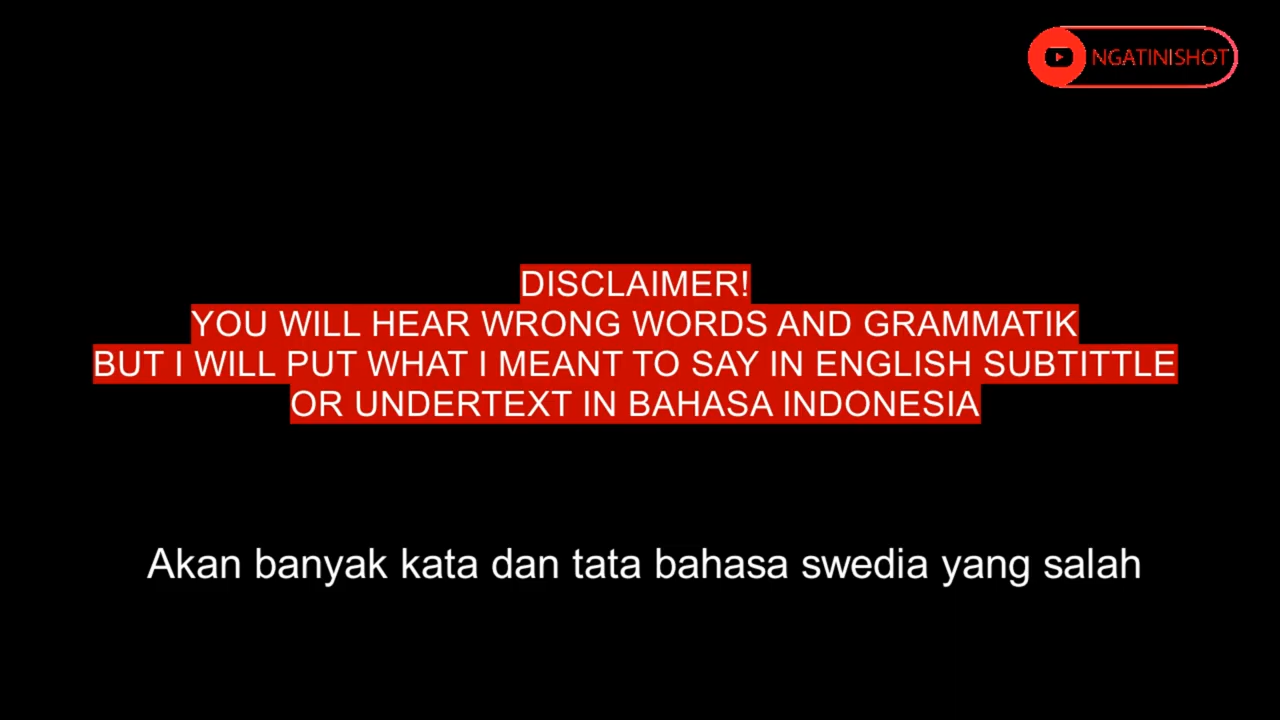 NGATINISHOT
DISCLAIMER!
YOU WILL HEAR WRONG WORDS AND GRAMMATIK
BUT I WILL PUT WHAT I MEANT TO SAY IN ENGLISH SUBTITTLE
OR UNDERTEXT IN BAHASA INDONESIA
Akan banyak kata dan tata bahasa swedia yang salah